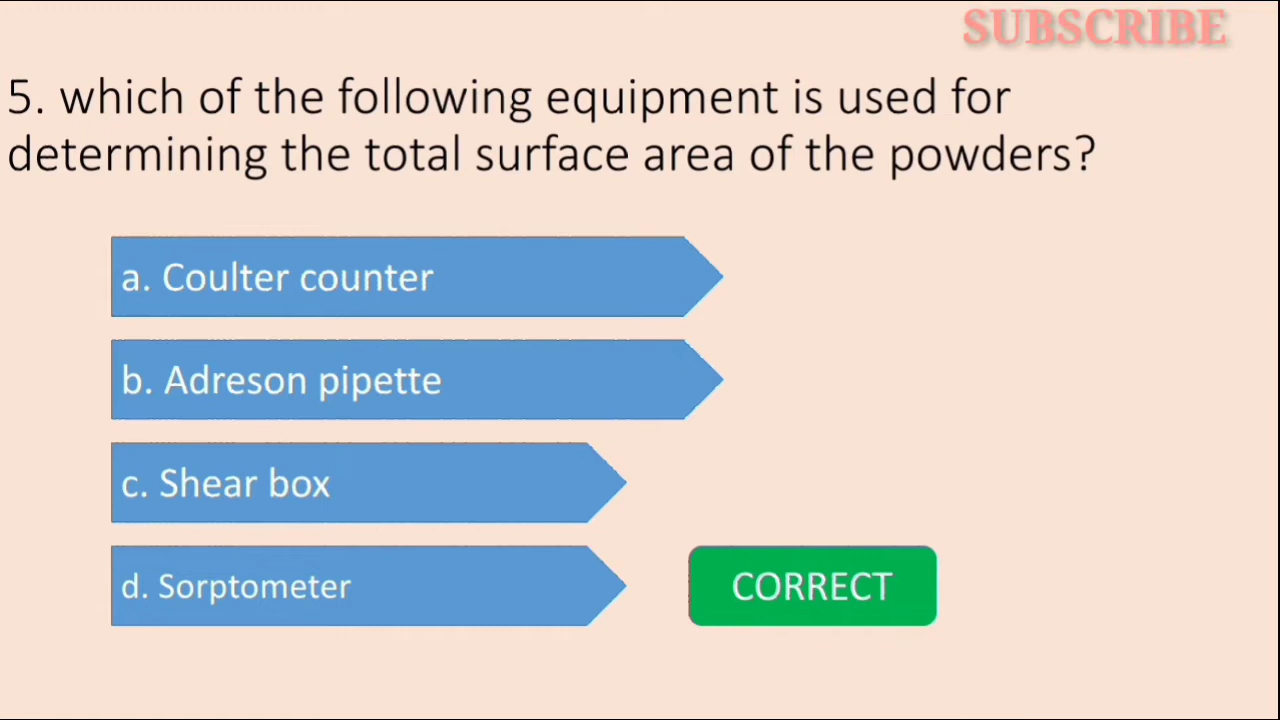 SUBSCRIBE
5. which of the following equipment is used for
determining the total surface area of the powders?
a. Coulter counter
b. Adreson pipette
c. Shear box
d. Sorptometer
CORRECT